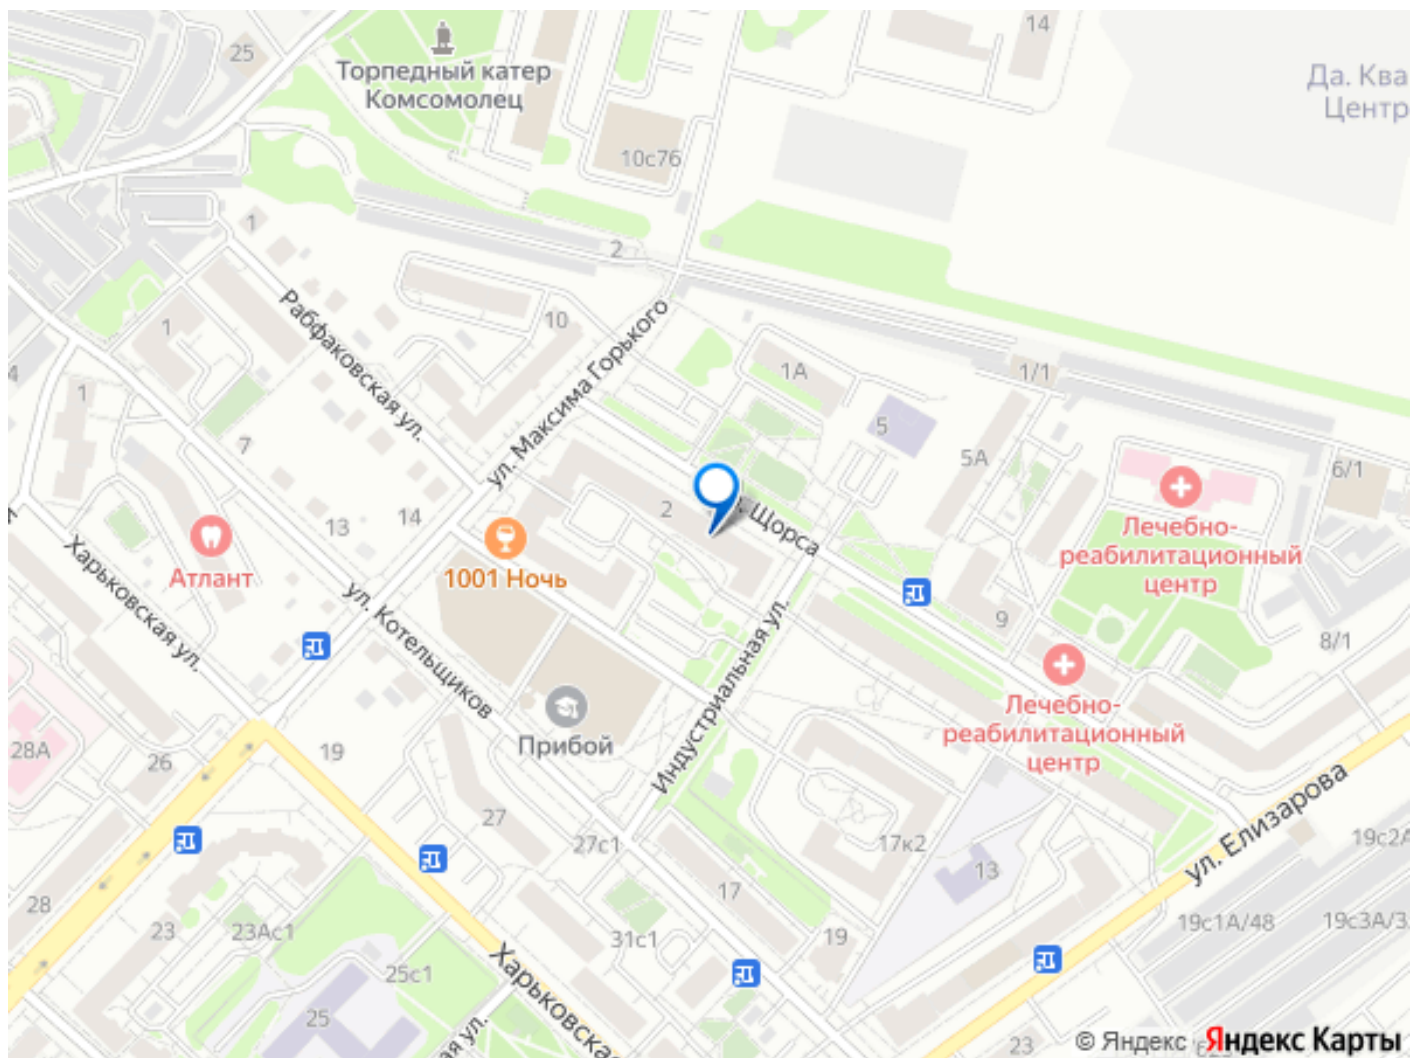 25
14
Торпедный катер
Комсомолец
Да. Ква
Центр
10с76
1
2
Рабфаковская ул.
1
10
ул. Максима Горького
1А
1/1
4
1
7
5
5А
6/1
Лечебно-
реабилитационный
центр
13
14
2
Щорса
1001 Ночь
Атлант
Харьковская ул.
ул. Котельщиков
Индустриальная ул.
9
8/1
Лечебно-
реабилитационный
центр
Прибой
28А
26
19
27
27с1
17к2
13
ул. Елизарова
19с2А
17
28
23
23Ас1
31с1
19
19с1А/48
19с3А/3
25с1
Харьковская
25
ая ул.
23
© Яндекс Яндекс Карты